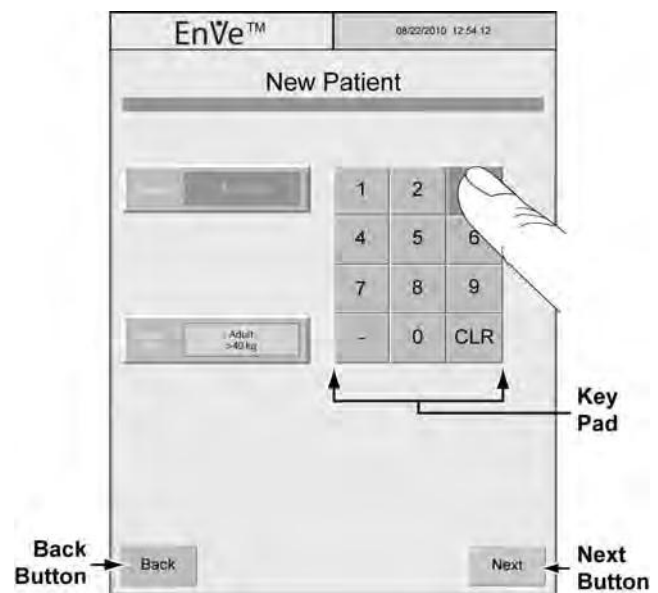 EnVe™
08/22/2010 12:54:12
New Patient
1 2
4 5 6
7 8 9
Adult
>40 kg
- 0 CLR
Key
Pad
Back
Button
Back
Next
Next
Button